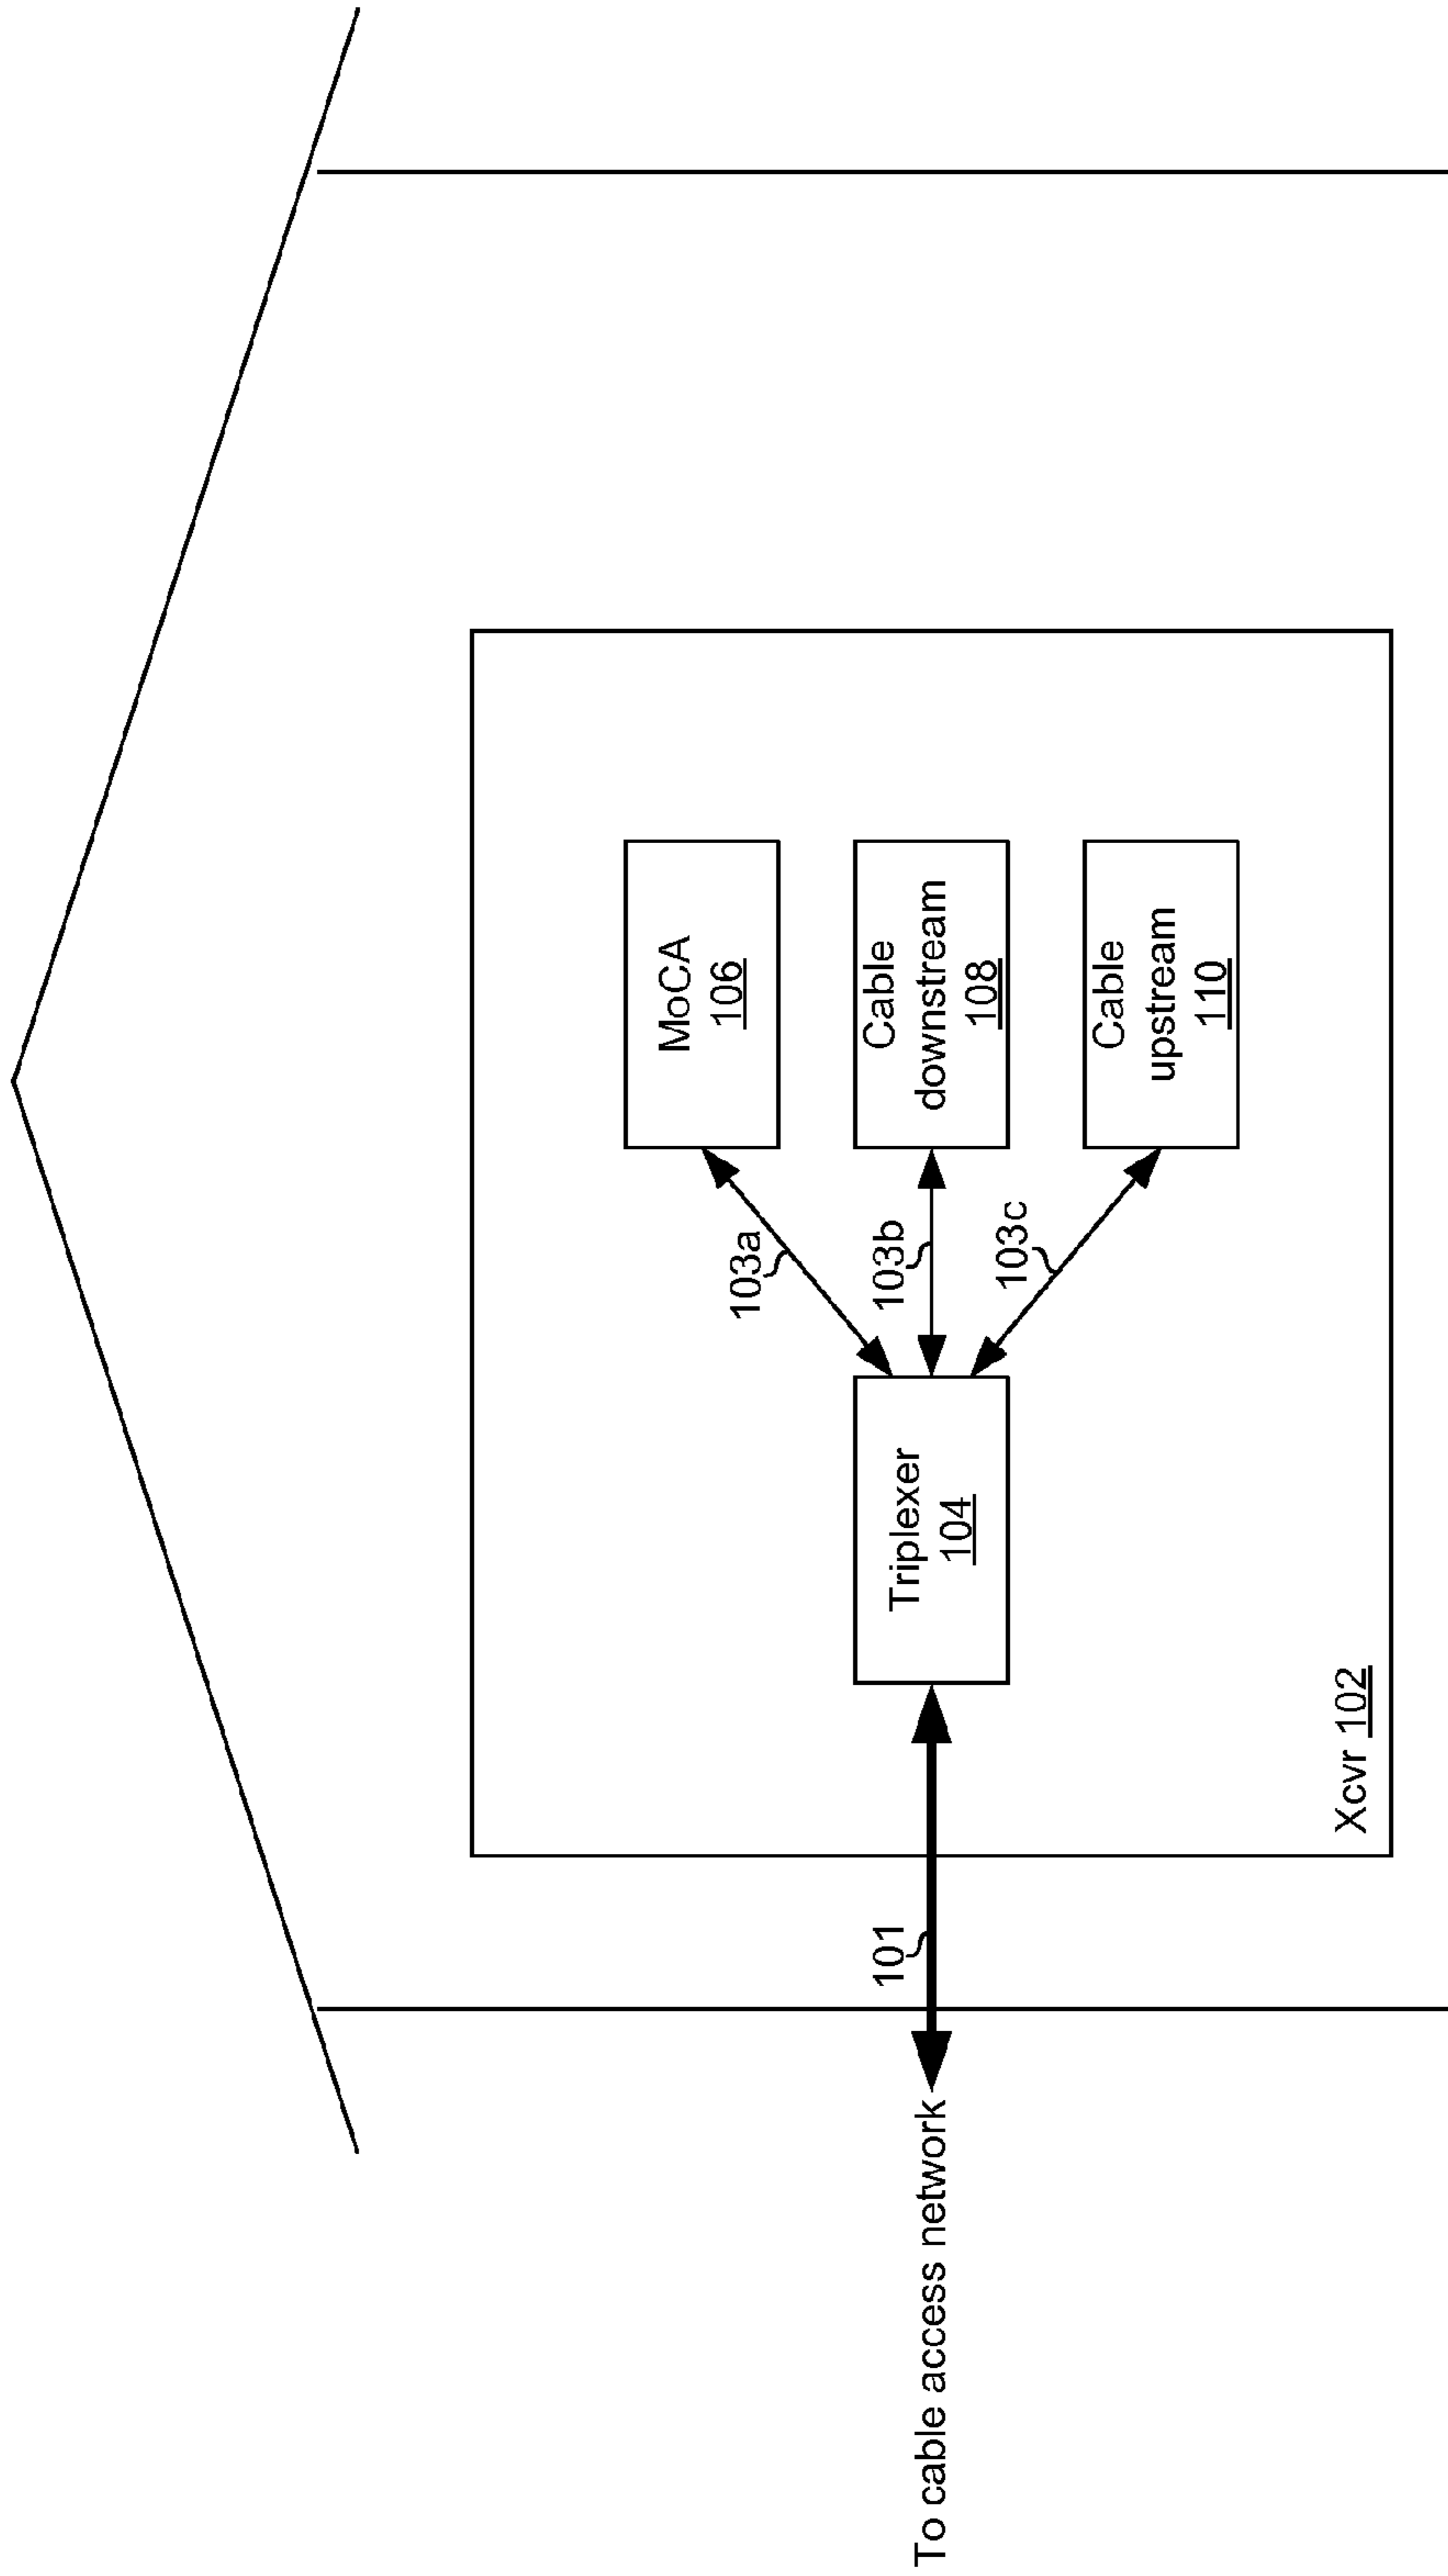 To cable access network
101
Xcvr 102
Triplexer
104
103a
103b
103c
MoCA
106
Cable
downstream
108
Cable
upstream
110